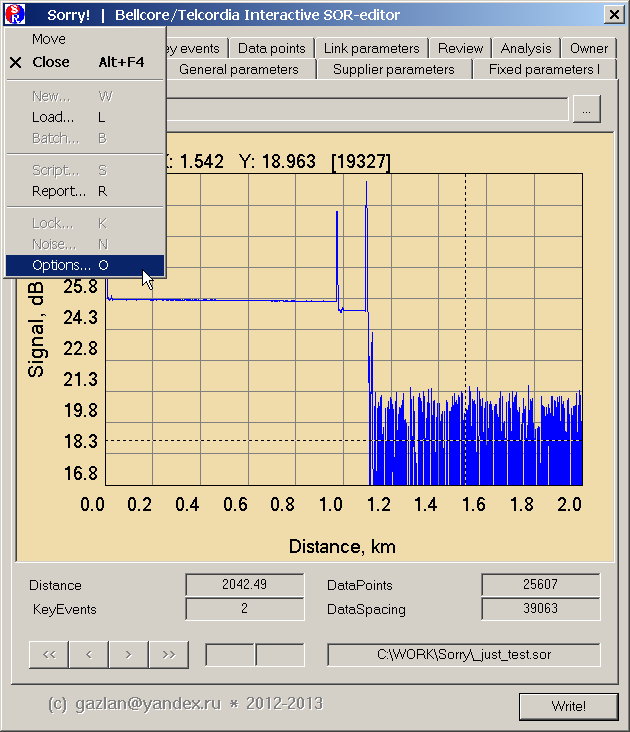 Sorry! | Bellcore/Telcordia Interactive SOR-editor
Move
Close Alt+F4
New... W
Load... L
Batch... B
Script... S
Report... R
Lock... K
Noise... N
Options... O
events Data points Link parameters Review Analysis Owner
General parameters Supplier parameters Fixed parameters I
...
1.542 Y: 18.963 [19327]
Signal, dB
25.8
24.3
22.8
21.3
19.8
18.3
16.8
0.0 0.2 0.4 0.6 0.8 1.0 1.2 1.4 1.6 1.8 2.0
Distance, km
Distance 2042.49 DataPoints 25607
KeyEvents 2 DataSpacing 39063
<< < > >> C:\WORK\Sorry\_just_test.sor
(c) gazlan@yandex.ru * 2012-2013 Write!